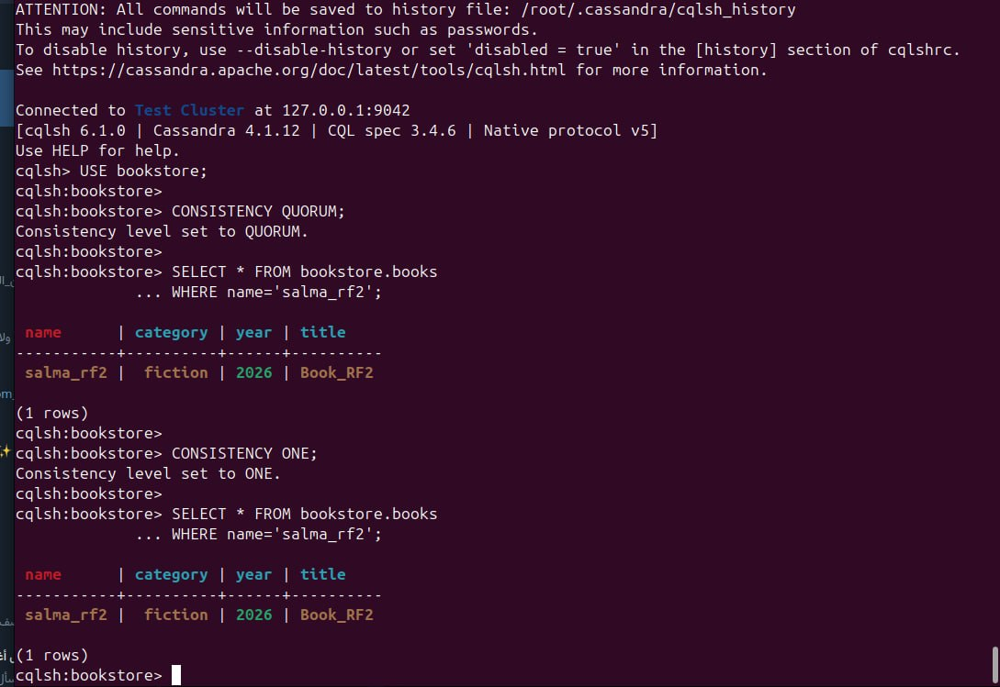 ATTENTION: All commands will be saved to history file: /root/.cassandra/cqlsh_history
This may include sensitive information such as passwords.
To disable history, use --disable-history or set 'disabled = true' in the [history] section of cqlshrc.
See https://cassandra.apache.org/doc/latest/tools/cqlsh.html for more information.
Connected to Test Cluster at 127.0.0.1:9042
[cqlsh 6.1.0 | Cassandra 4.1.12 | CQL spec 3.4.6 | Native protocol v5]
Use HELP for help.
cqlsh> USE bookstore;
cqlsh:bookstore>
cqlsh:bookstore> CONSISTENCY QUORUM;
Consistency level set to QUORUM.
cqlsh:bookstore>
cqlsh:bookstore> SELECT * FROM bookstore.books
             ... WHERE name='salma_rf2';
 name      | category | year | title
-----------+----------+------+----------
 salma_rf2 |  fiction | 2026 | Book_RF2
(1 rows)
cqlsh:bookstore>
cqlsh:bookstore> CONSISTENCY ONE;
Consistency level set to ONE.
cqlsh:bookstore>
cqlsh:bookstore> SELECT * FROM bookstore.books
             ... WHERE name='salma_rf2';
 name      | category | year | title
-----------+----------+------+----------
 salma_rf2 |  fiction | 2026 | Book_RF2
(1 rows)
cqlsh:bookstore>